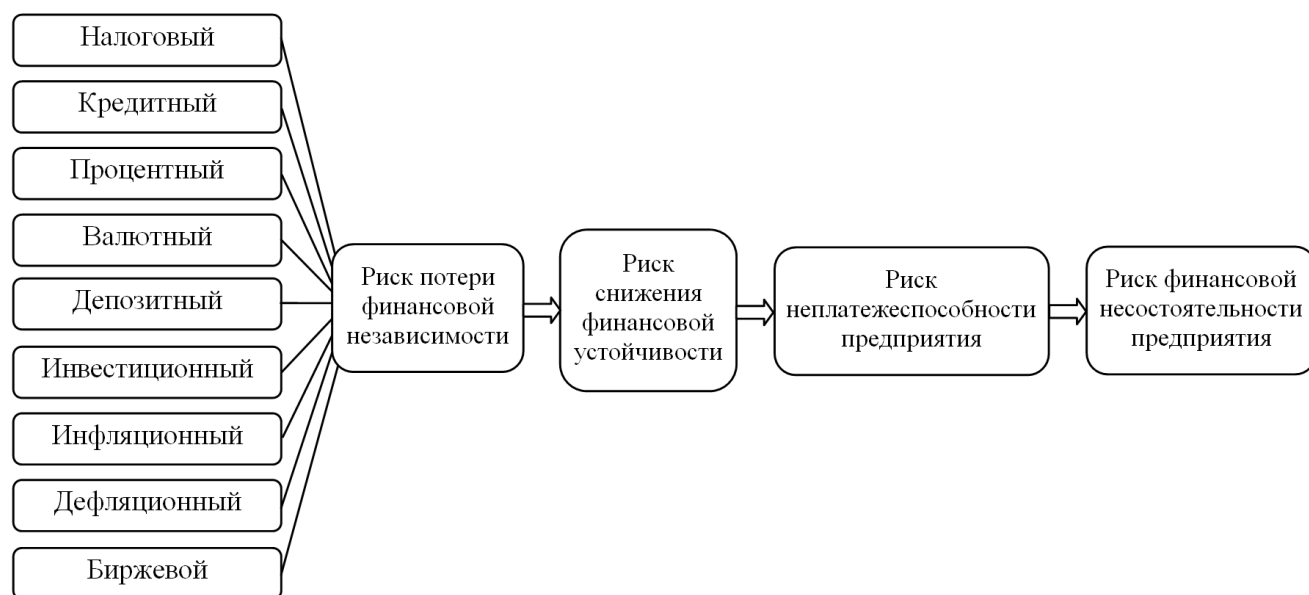 Налоговый
Кредитный
Процентный
Валютный
Депозитный
Инвестиционный
Инфляционный
Дефляционный
Биржевой
Риск потери
финансовой
независимости
Риск
снижения
финансовой
устойчивости
Риск
неплатежеспособности
предприятия
Риск финансовой
несостоятельности
предприятия